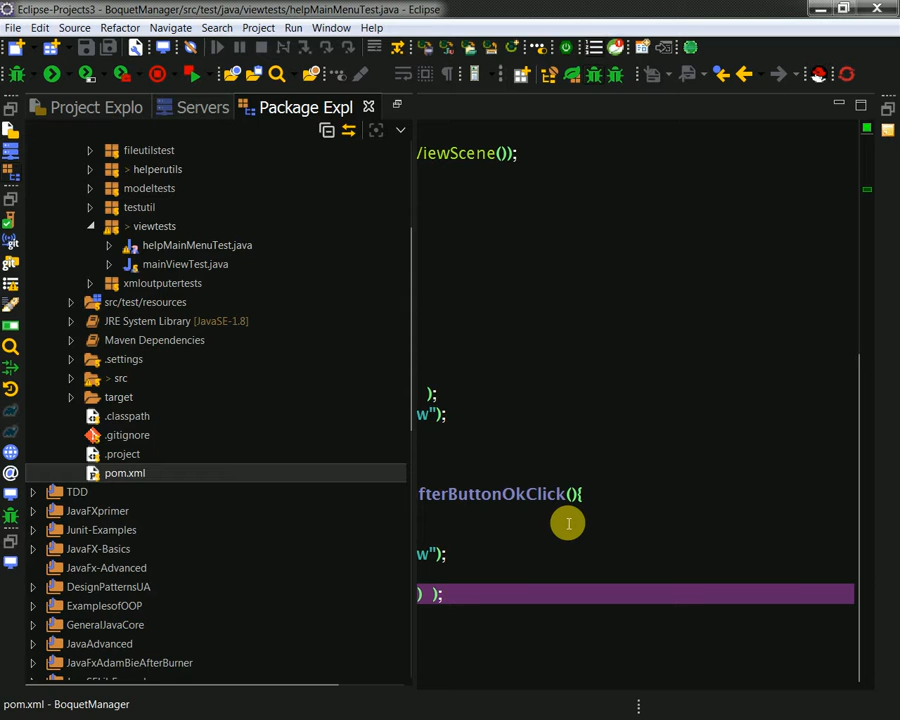 Eclipse-Projects3 - BoquetManager/src/test/java/viewtests/helpMainMenuTest.java - Eclipse
File Edit Source Refactor Navigate Search Project Run Window Help
Project Explo Servers Package Expl
fileutilstest
> helperutils
modeltests
testutil
> viewtests
helpMainMenuTest.java
mainViewTest.java
xmloutputertests
src/test/resources
JRE System Library [JavaSE-1.8]
Maven Dependencies
.settings
> src
target
.classpath
.gitignore
.project
pom.xml
TDD
JavaFXprimer
Junit-Examples
JavaFX-Basics
JavaFx-Advanced
DesignPatternsUA
ExamplesofOOP
GeneralJavaCore
JavaAdvanced
JavaFxAdamBieAfterBurner
/iewScene());
);
w");
fterButtonOkClick(){
w");
) );
pom.xml - BoquetManager